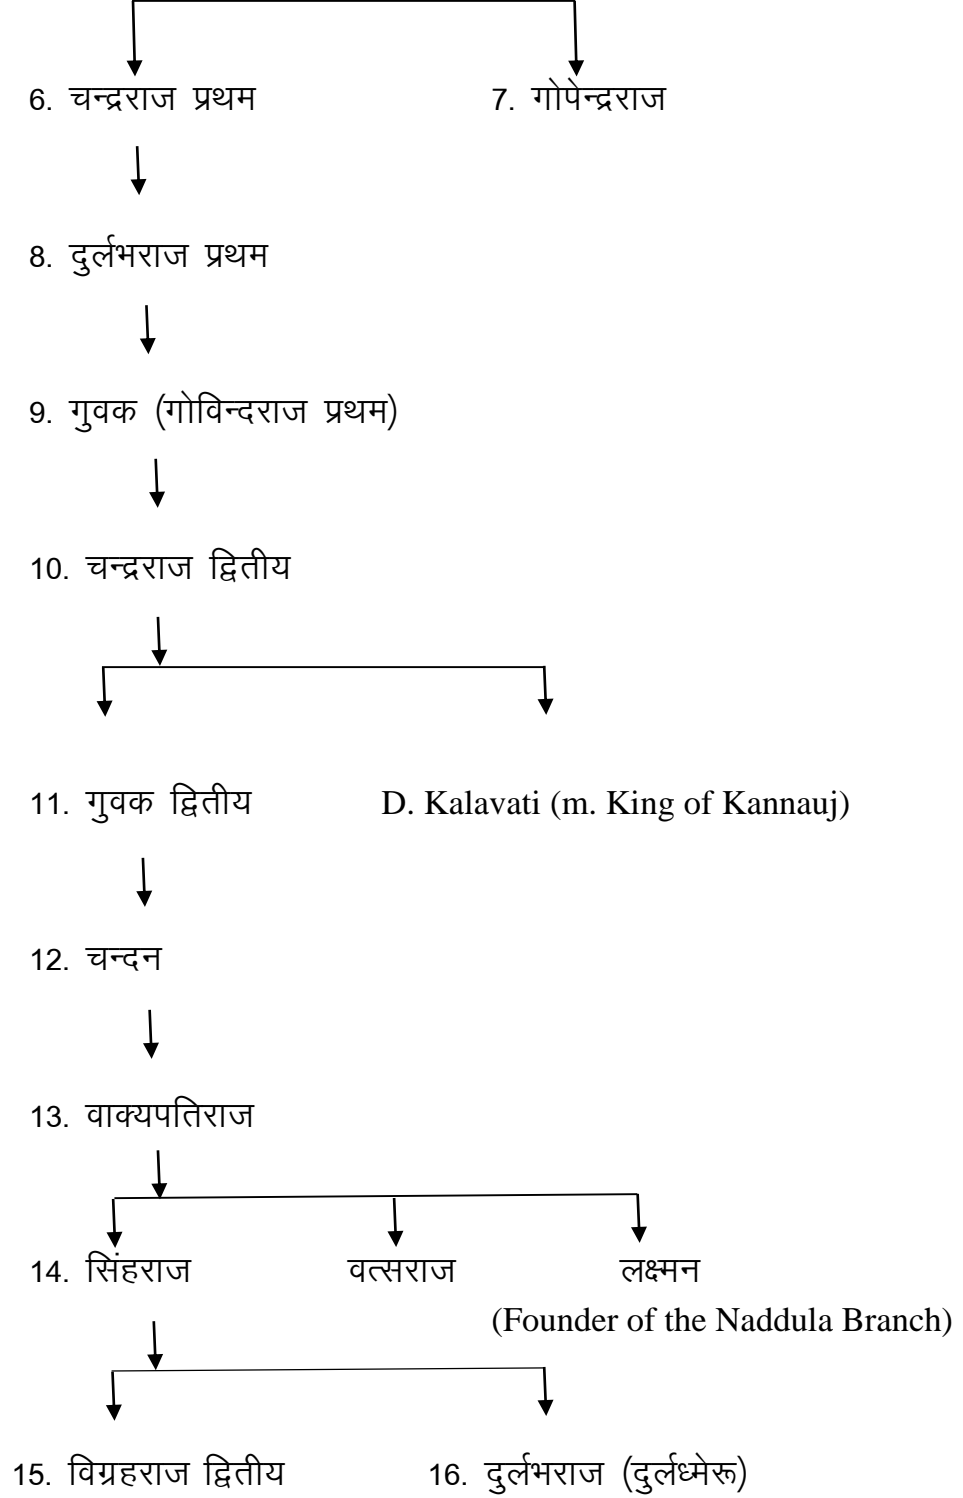 6. चन्द्रराज प्रथम 7. गोपेन्द्रराज
8. दुर्लभराज प्रथम
9. गुवक (गोविन्दराज प्रथम)
10. चन्द्रराज द्वितीय
11. गुवक द्वितीय D. Kalavati (m. King of Kannauj)
12. चन्दन
13. वाक्यपतिराज
14. सिंहराज वत्सराज लक्ष्मन
(Founder of the Naddula Branch)
15. विग्रहराज द्वितीय 16. दुर्लभराज (दुर्लध्मेरू)